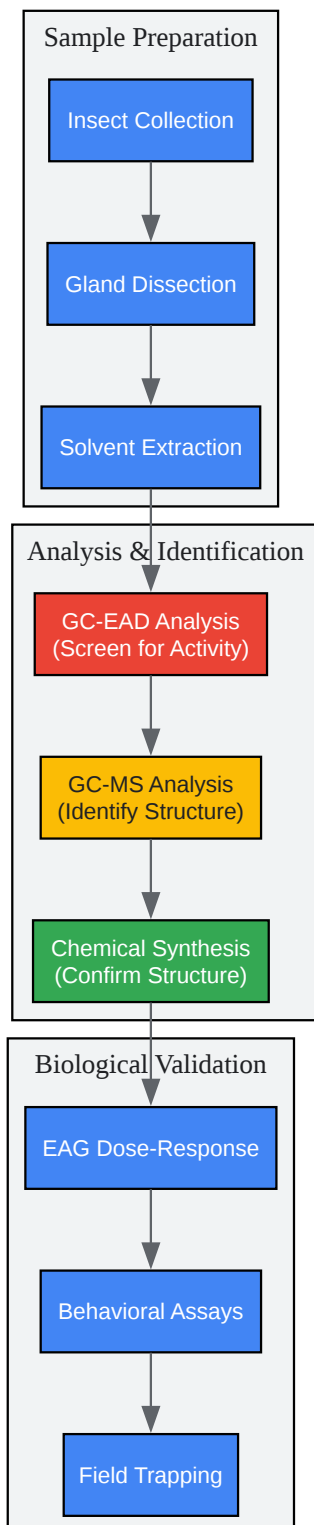 Sample Preparation
Insect Collection
Gland Dissection
Solvent Extraction
Analysis & Identification
GC-EAD Analysis
(Screen for Activity)
GC-MS Analysis
(Identify Structure)
Chemical Synthesis
(Confirm Structure)
Biological Validation
EAG Dose-Response
Behavioral Assays
Field Trapping